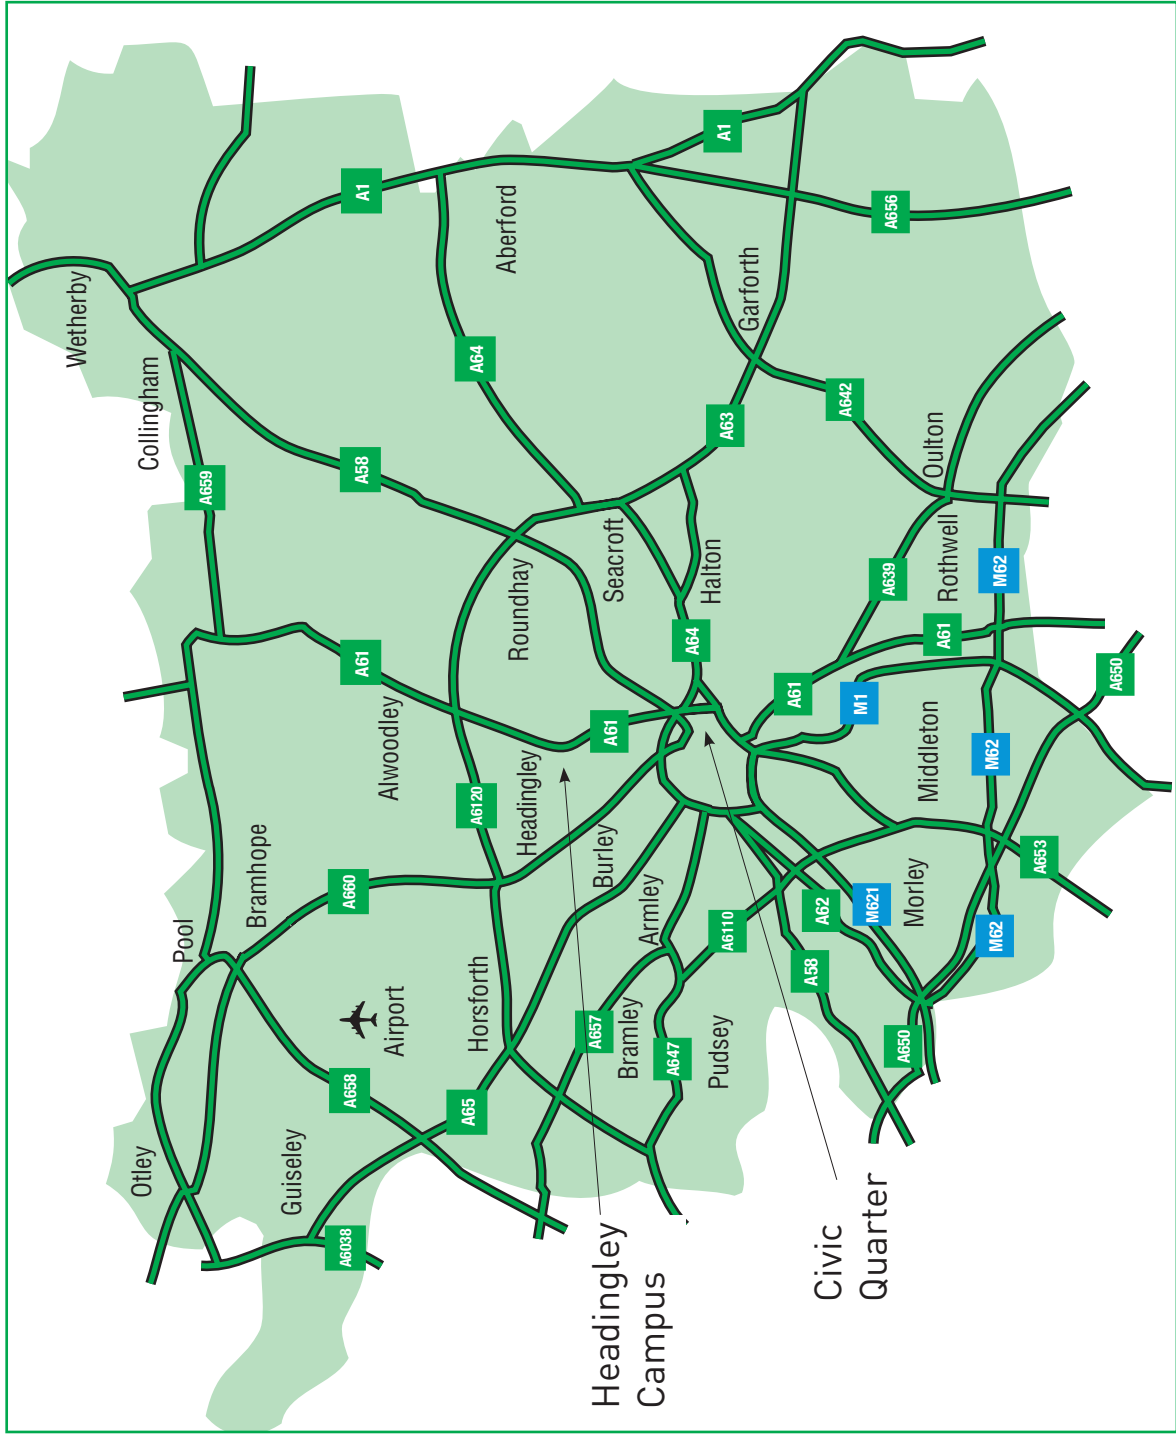 Otley
Pool
Bramhope
Collingham
Wetherby
A659
Guiseley
A6038
A658
Airport
A660
Alwoodley
A61
A58
A1
A65
Horsforth
A6120
Headingley
Roundhay
A64
Aberford
Headingley
Campus
A657
Bramley
Burley
A61
Seacroft
Armley
A647
Pudsey
A6110
A64
Halton
A63
Garforth
A1
Civic
Quarter
A58
A62
M621
A61
M1
A639
A642
A656
A650
Morley
Middleton
A61
Rothwell
Oulton
M62
M62
M62
A653
A650